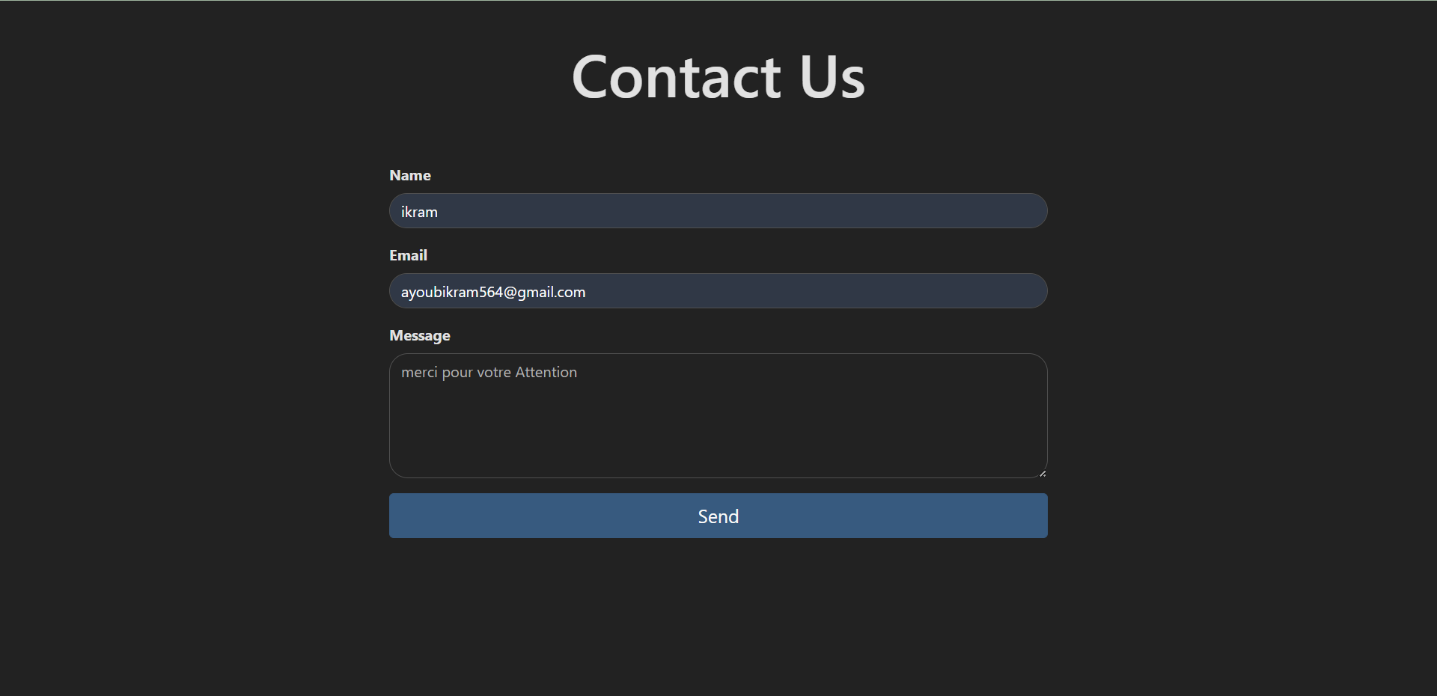 Contact Us
Name
ikram
Email
ayoubikram564@gmail.com
Message
merci pour votre Attention
Send